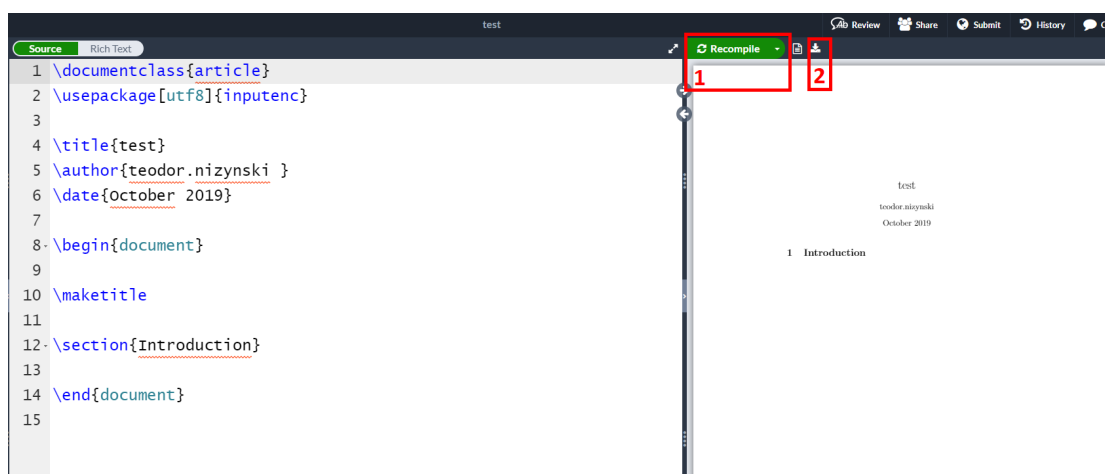 test
Review Share Submit History
Source Rich Text
Recompile
1
2
1 \documentclass{article}
2 \usepackage[utf8]{inputenc}
3
4 \title{test}
5 \author{teodor.nizynski }
6 \date{October 2019}
7
8 \begin{document}
9
10 \maketitle
11
12 \section{Introduction}
13
14 \end{document}
15
test
teodor.nizynski
October 2019
1 Introduction